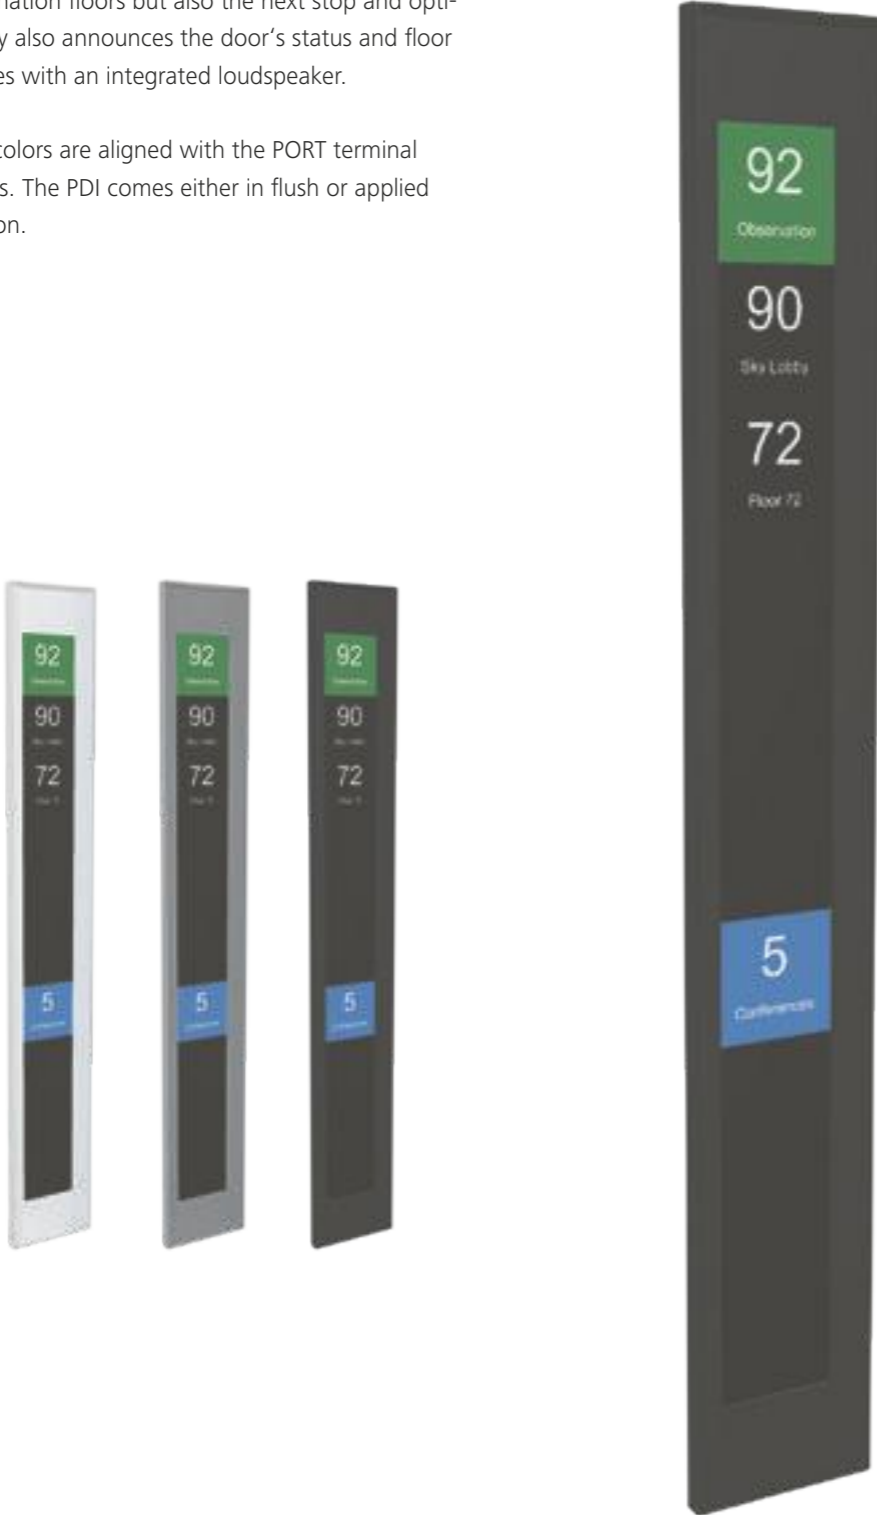 nation floors but also the next stop and opti-
y also announces the door‘s status and floor
es with an integrated loudspeaker.
colors are aligned with the PORT terminal
s. The PDI comes either in flush or applied
on.
92
Observation
90
Sky Lobby
72
Floor 72
5
Conferences
92
90
72
5
92
90
72
5
92
90
72
5